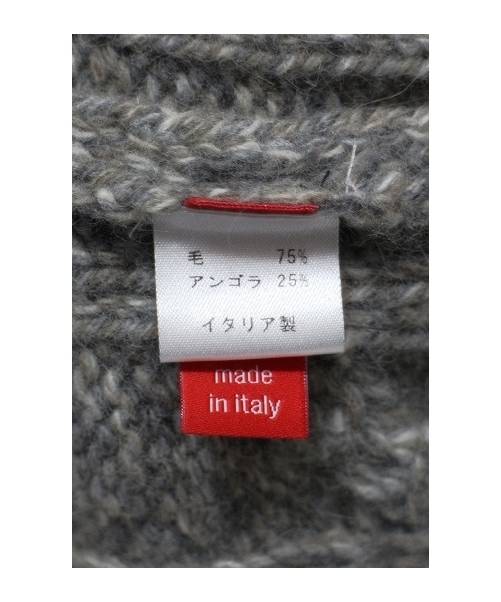 毛 75%
アンゴラ 25%
イタリア製
made
in italy